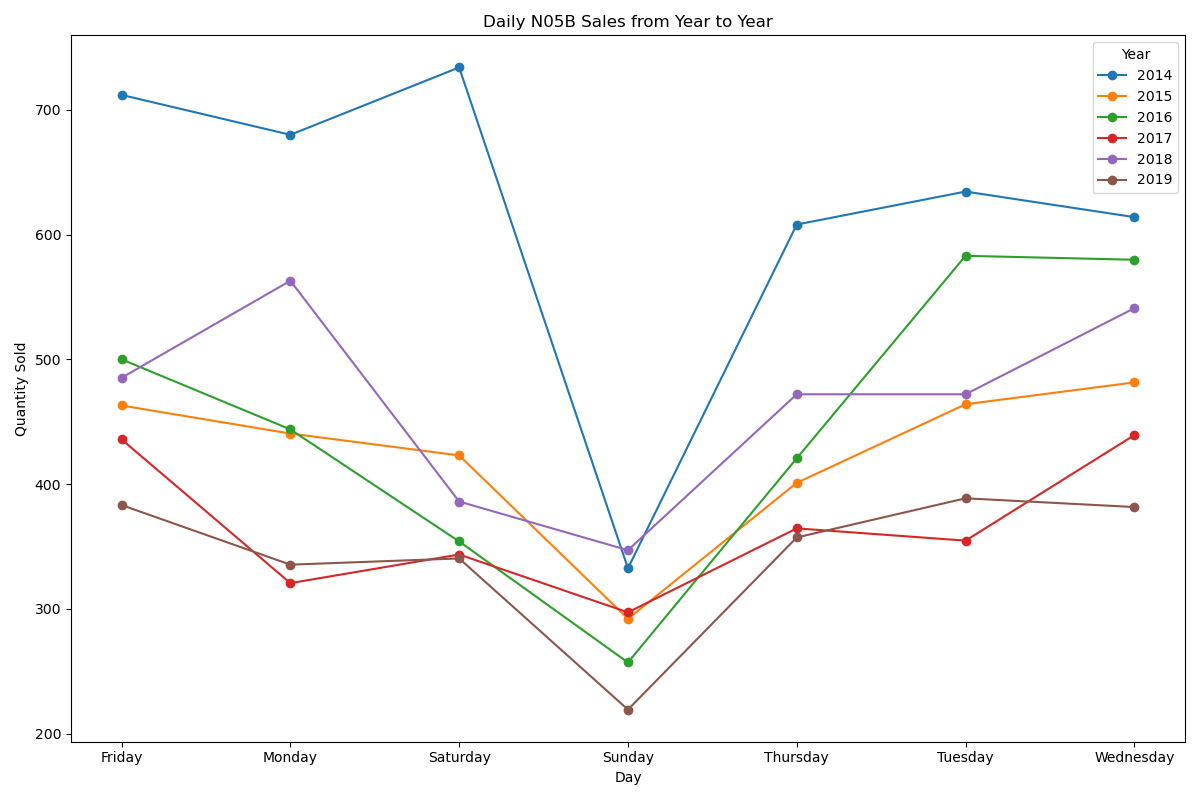 Daily N05B Sales from Year to Year
Year
2014
2015
2016
2017
2018
2019
700
600
500
400
300
200
Quantity Sold
Friday Monday Saturday Sunday Thursday Tuesday Wednesday
Day